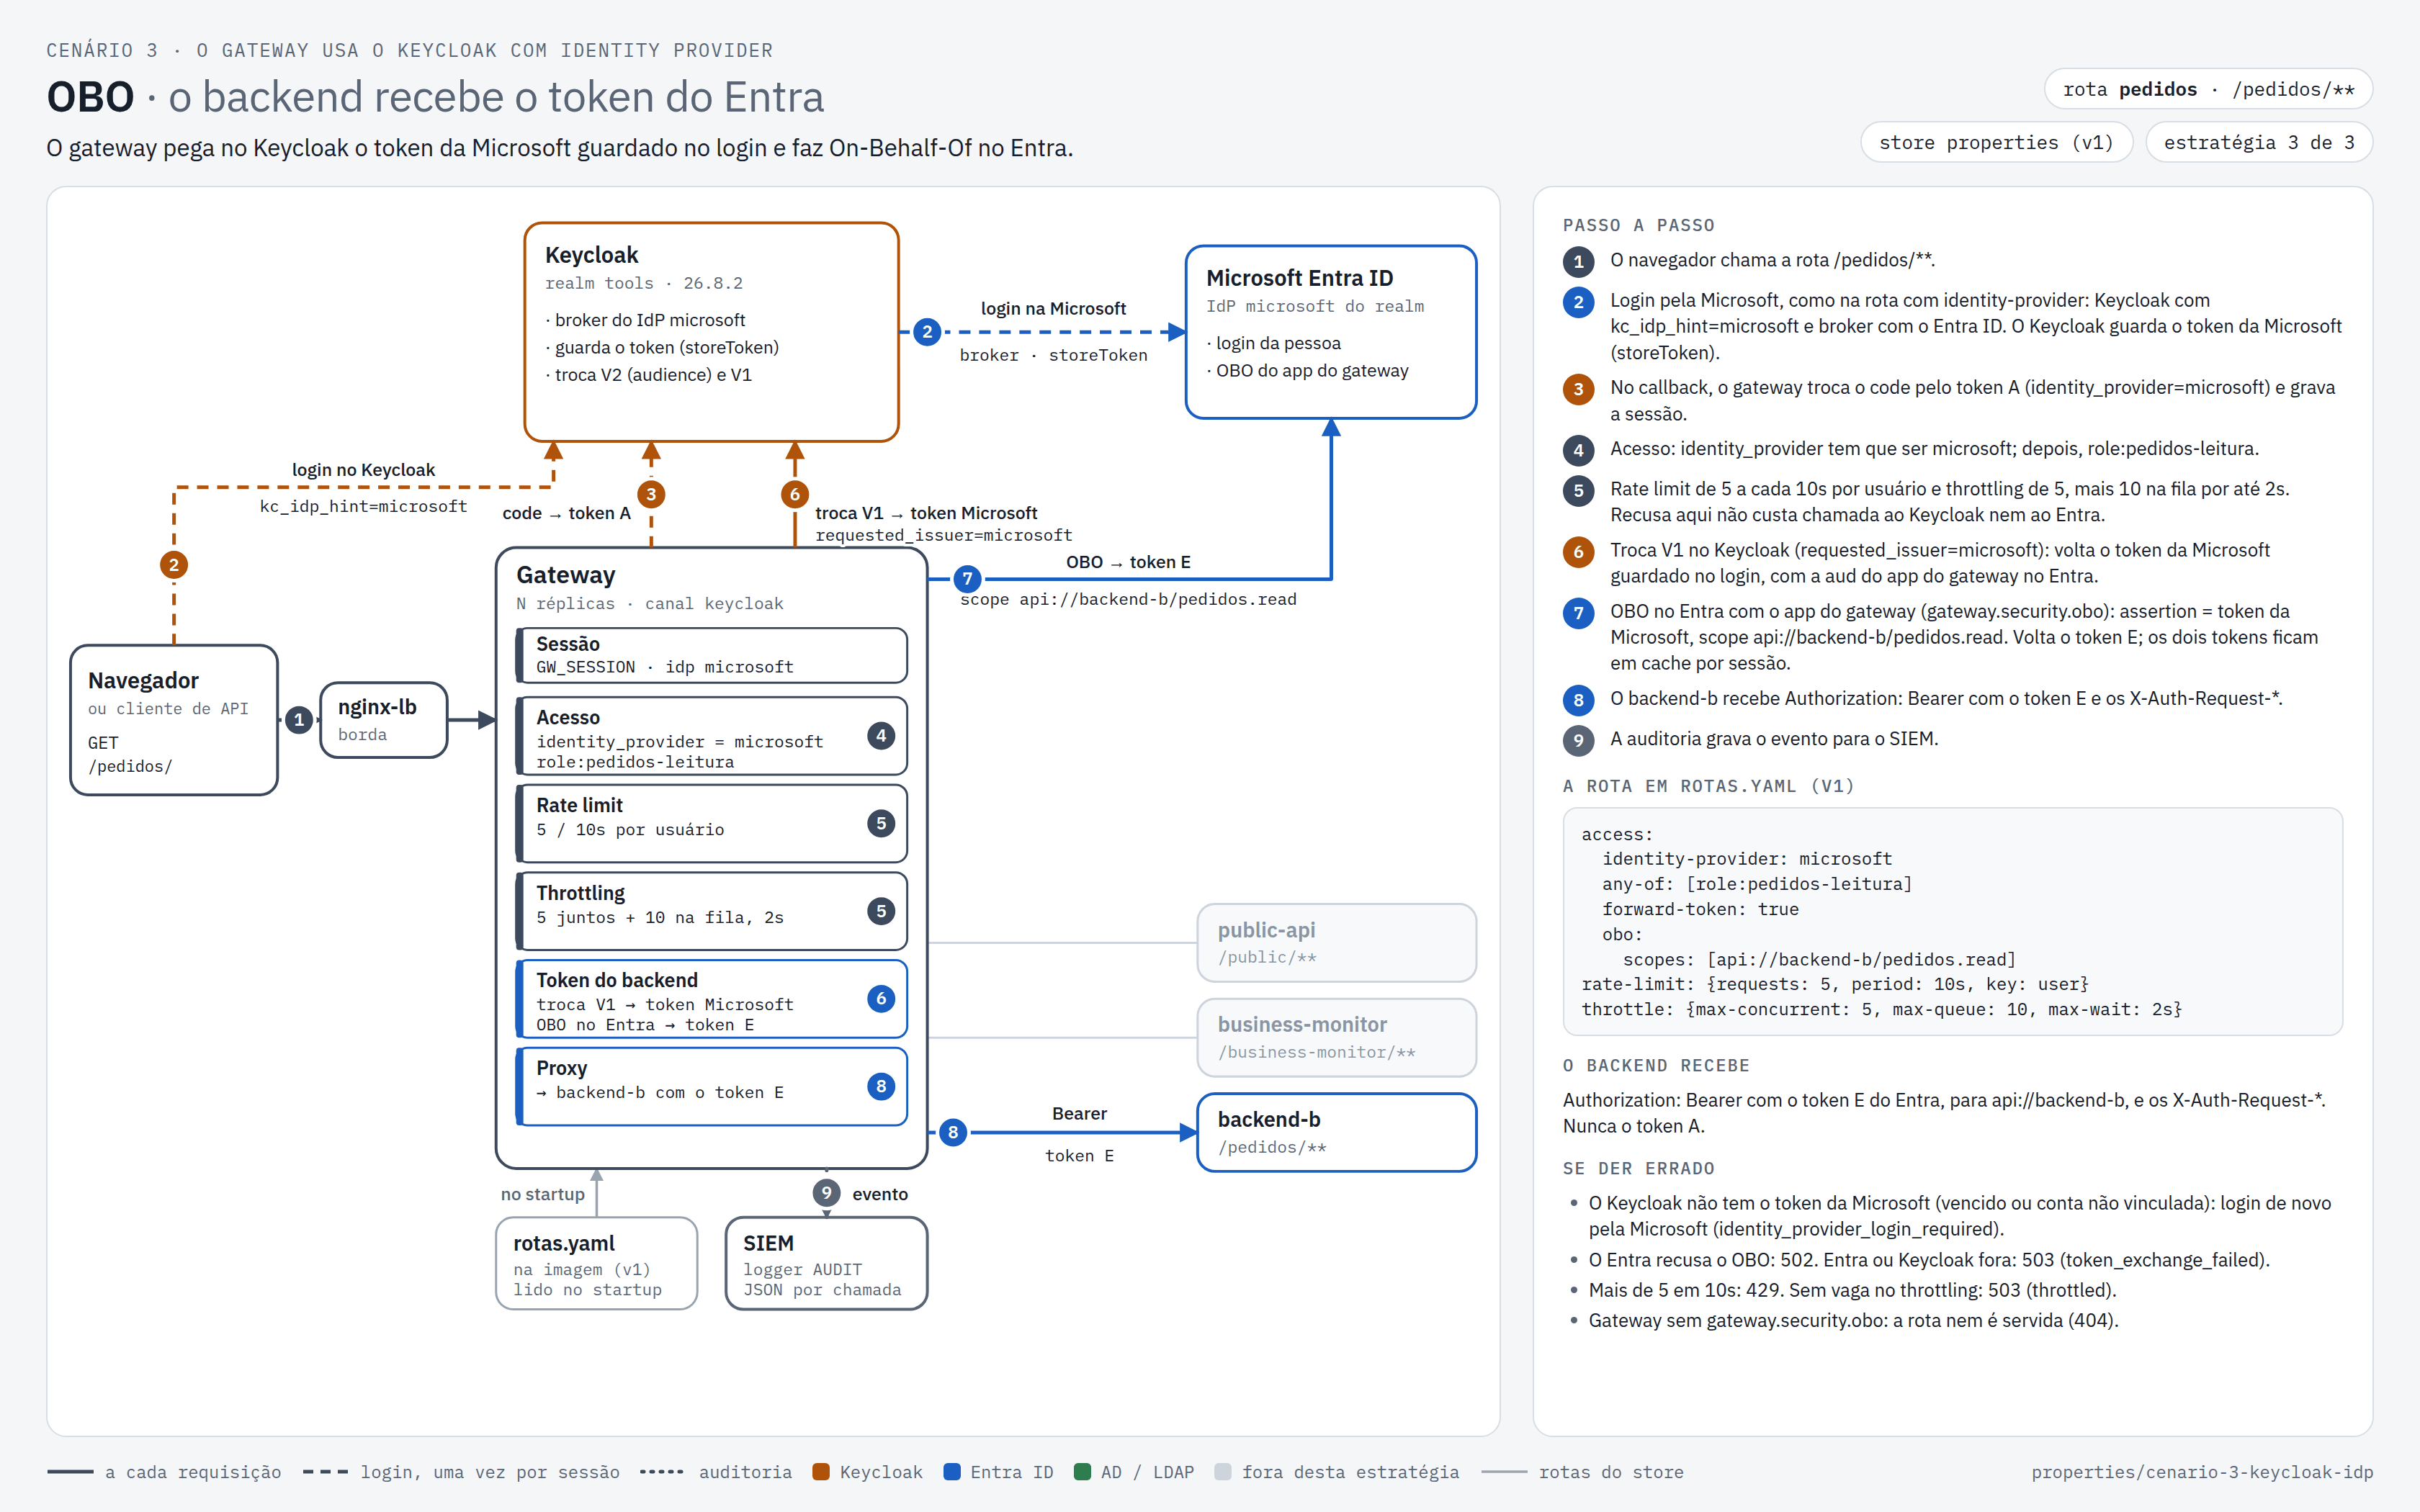 CENÁRIO 3 · O GATEWAY USA O KEYCLOAK COM IDENTITY PROVIDER
OBO · o backend recebe o token do Entra
O gateway pega no Keycloak o token da Microsoft guardado no login e faz On-Behalf-Of no Entra.
rota pedidos · /pedidos/**
store properties (v1)
estratégia 3 de 3
Keycloak
realm tools · 26.8.2
· broker do IdP microsoft
· guarda o token (storeToken)
· troca V2 (audience) e V1
login na Microsoft
2
broker · storeToken
Microsoft Entra ID
IdP microsoft do realm
· login da pessoa
· OBO do app do gateway
login no Keycloak
kc_idp_hint=microsoft
2
3
code → token A
6
troca V1 → token Microsoft
requested_issuer=microsoft
OBO → token E
7
scope api://backend-b/pedidos.read
Navegador
ou cliente de API
GET
/pedidos/
1
nginx-lb
borda
Gateway
N réplicas · canal keycloak
Sessão
GW_SESSION · idp microsoft
Acesso
identity_provider = microsoft
role:pedidos-leitura
4
Rate limit
5 / 10s por usuário
5
Throttling
5 juntos + 10 na fila, 2s
5
Token do backend
troca V1 → token Microsoft
OBO no Entra → token E
6
Proxy
→ backend-b com o token E
8
public-api
/public/**
business-monitor
/business-monitor/**
Bearer
8
token E
backend-b
/pedidos/**
no startup
9
evento
rotas.yaml
na imagem (v1)
lido no startup
SIEM
logger AUDIT
JSON por chamada
PASSO A PASSO
1 O navegador chama a rota /pedidos/**.
2 Login pela Microsoft, como na rota com identity-provider: Keycloak com
kc_idp_hint=microsoft e broker com o Entra ID. O Keycloak guarda o token da Microsoft
(storeToken).
3 No callback, o gateway troca o code pelo token A (identity_provider=microsoft) e grava
a sessão.
4 Acesso: identity_provider tem que ser microsoft; depois, role:pedidos-leitura.
5 Rate limit de 5 a cada 10s por usuário e throttling de 5, mais 10 na fila por até 2s.
Recusa aqui não custa chamada ao Keycloak nem ao Entra.
6 Troca V1 no Keycloak (requested_issuer=microsoft): volta o token da Microsoft
guardado no login, com a aud do app do gateway no Entra.
7 OBO no Entra com o app do gateway (gateway.security.obo): assertion = token da
Microsoft, scope api://backend-b/pedidos.read. Volta o token E; os dois tokens ficam
em cache por sessão.
8 O backend-b recebe Authorization: Bearer com o token E e os X-Auth-Request-*.
9 A auditoria grava o evento para o SIEM.
A ROTA EM ROTAS.YAML (V1)
access:
  identity-provider: microsoft
  any-of: [role:pedidos-leitura]
  forward-token: true
  obo:
    scopes: [api://backend-b/pedidos.read]
rate-limit: {requests: 5, period: 10s, key: user}
throttle: {max-concurrent: 5, max-queue: 10, max-wait: 2s}
O BACKEND RECEBE
Authorization: Bearer com o token E do Entra, para api://backend-b, e os X-Auth-Request-*.
Nunca o token A.
SE DER ERRADO
• O Keycloak não tem o token da Microsoft (vencido ou conta não vinculada): login de novo
pela Microsoft (identity_provider_login_required).
• O Entra recusa o OBO: 502. Entra ou Keycloak fora: 503 (token_exchange_failed).
• Mais de 5 em 10s: 429. Sem vaga no throttling: 503 (throttled).
• Gateway sem gateway.security.obo: a rota nem é servida (404).
a cada requisição
login, uma vez por sessão
auditoria
Keycloak
Entra ID
AD / LDAP
fora desta estratégia
rotas do store
properties/cenario-3-keycloak-idp